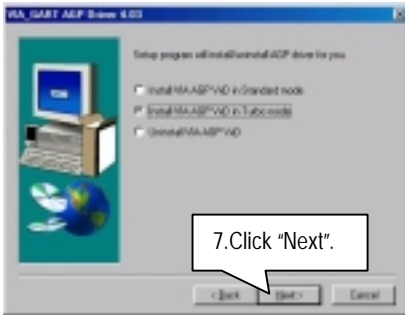 VIA_GART AGP Driver 4.03
Setup program will install/uninstall AGP driver for you.
Install VIA AGP VxD in Standard mode
Install VIA AGP VxD in Turbo mode
Uninstall VIA AGP VxD
7.Click “Next”.
< Back
Next >
Cancel